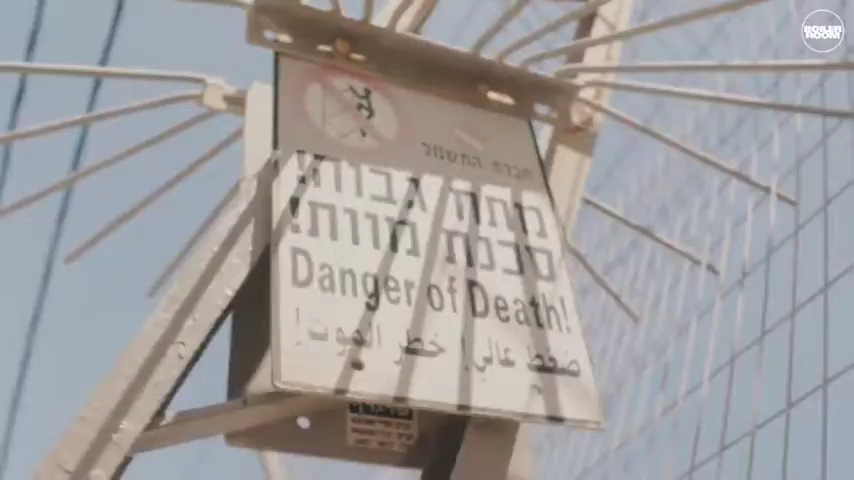 BOILER ROOM
חברת החשמל
מתח גבוה!
סכנת מוות!
Danger of Death!
ضغط عالي! خطر الموت!